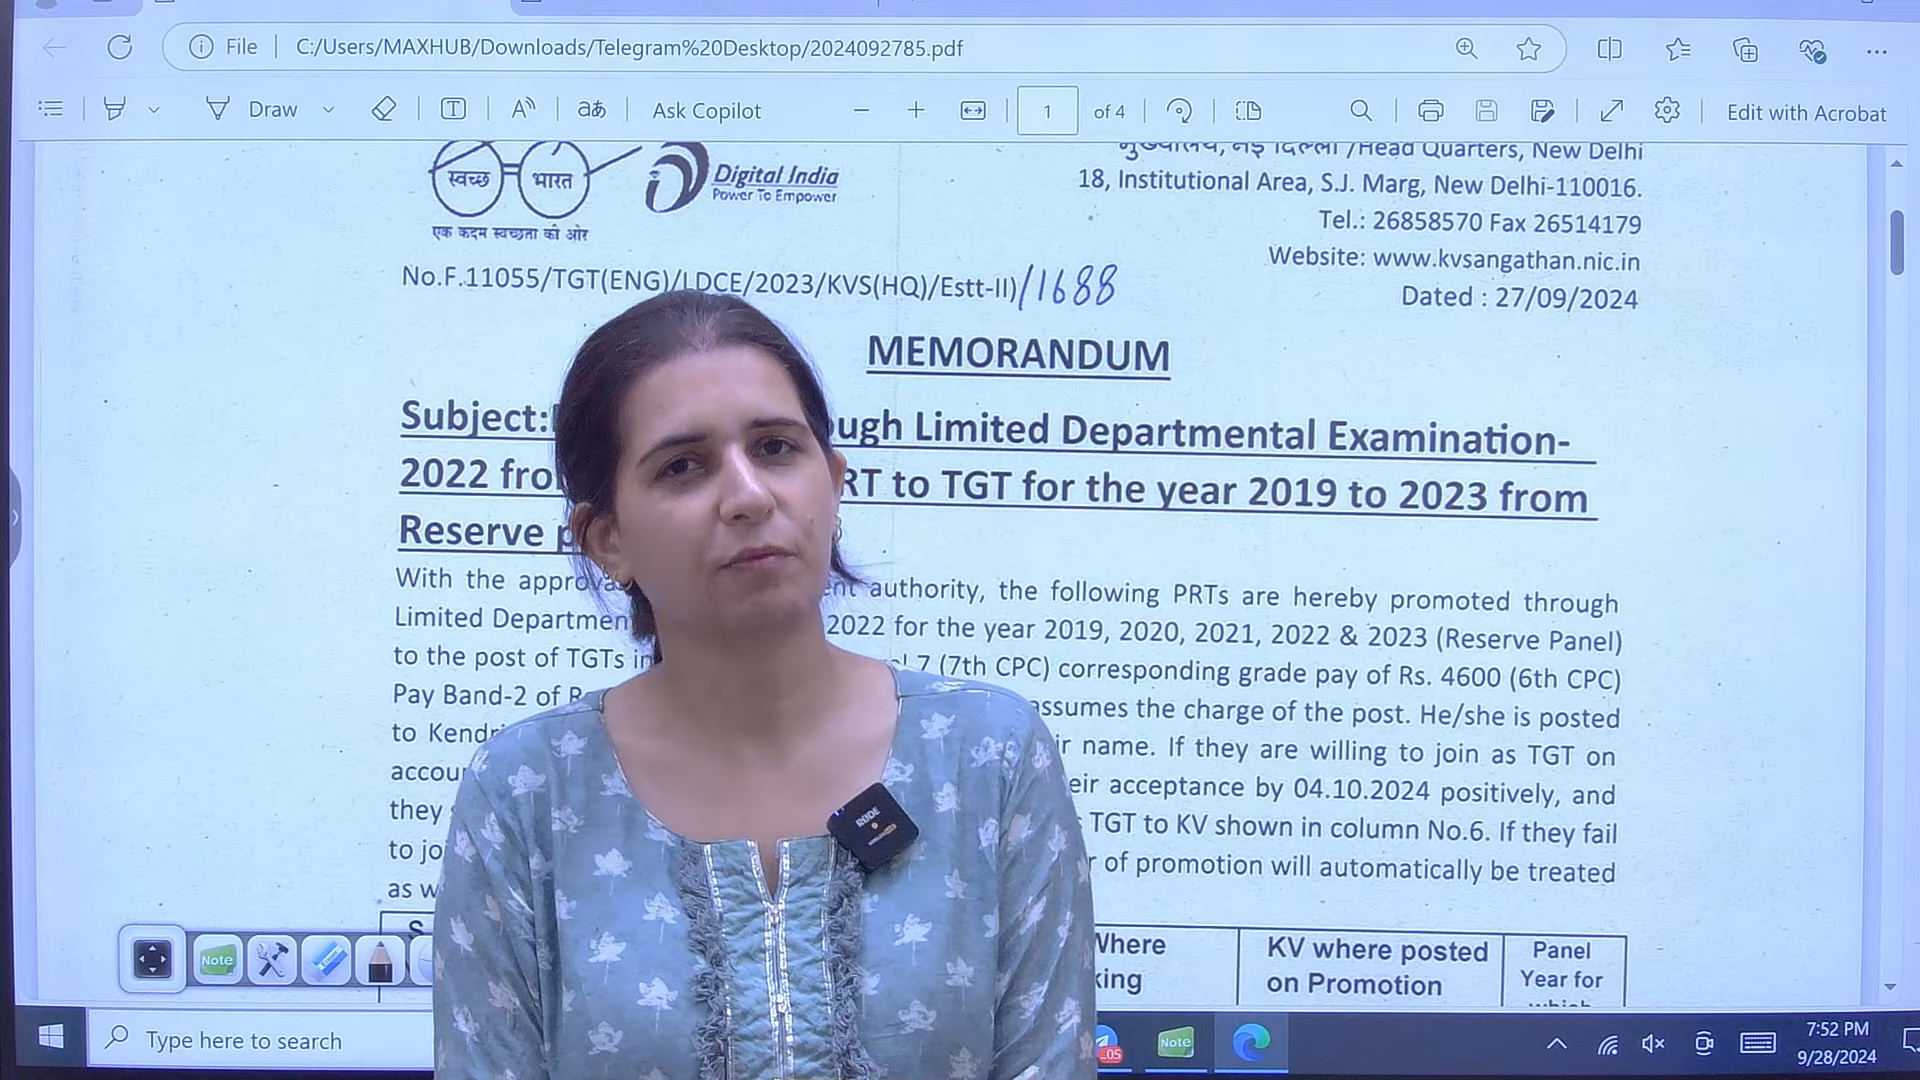 File
C:/Users/MAXHUB/Downloads/Telegram%20Desktop/2024092785.pdf
Draw
aあ
Ask Copilot
1 of 4
Edit with Acrobat
स्वच्छ भारत
एक कदम स्वच्छता की ओर
Digital India
Power To Empower
मुख्यालय, नई दिल्ली /Head Quarters, New Delhi
18, Institutional Area, S.J. Marg, New Delhi-110016.
Tel.: 26858570 Fax 26514179
Website: www.kvsangathan.nic.in
No.F.11055/TGT(ENG)/LDCE/2023/KVS(HQ)/Estt-II)/1688
Dated : 27/09/2024
MEMORANDUM
Subject: ugh Limited Departmental Examination-
2022 RT to TGT for the year 2019 to 2023 from
Reserve
With the authority, the following PRTs are hereby promoted through
Limited 2022 for the year 2019, 2020, 2021, 2022 & 2023 (Reserve Panel)
to the post of TGTs in 7 (7th CPC) corresponding grade pay of Rs. 4600 (6th CPC)
Pay Band-2 of assumes the charge of the post. He/she is posted
to name. If they are willing to join as TGT on
eir acceptance by 04.10.2024 positively, and
they TGT to KV shown in column No.6. If they fail
to of promotion will automatically be treated
as
Where
king
KV where posted
on Promotion
Panel
Year for
which
Note
RØDE
Type here to search
05
Note
7:52 PM
9/28/2024